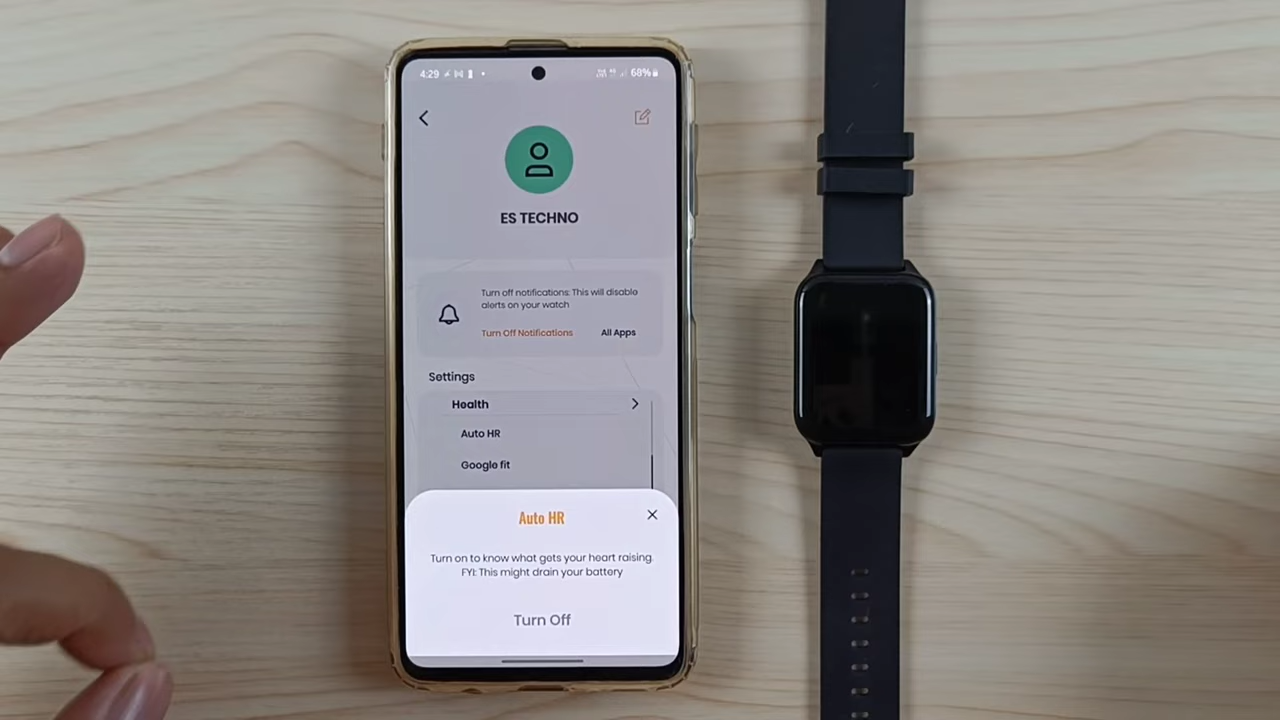 4:29
68%
ES TECHNO
Turn off notifications: This will disable
alerts on your watch
Turn Off Notifications All Apps
Settings
Health
Auto HR
Google fit
Auto HR
Turn on to know what gets your heart raising.
FYI: This might drain your battery
Turn Off